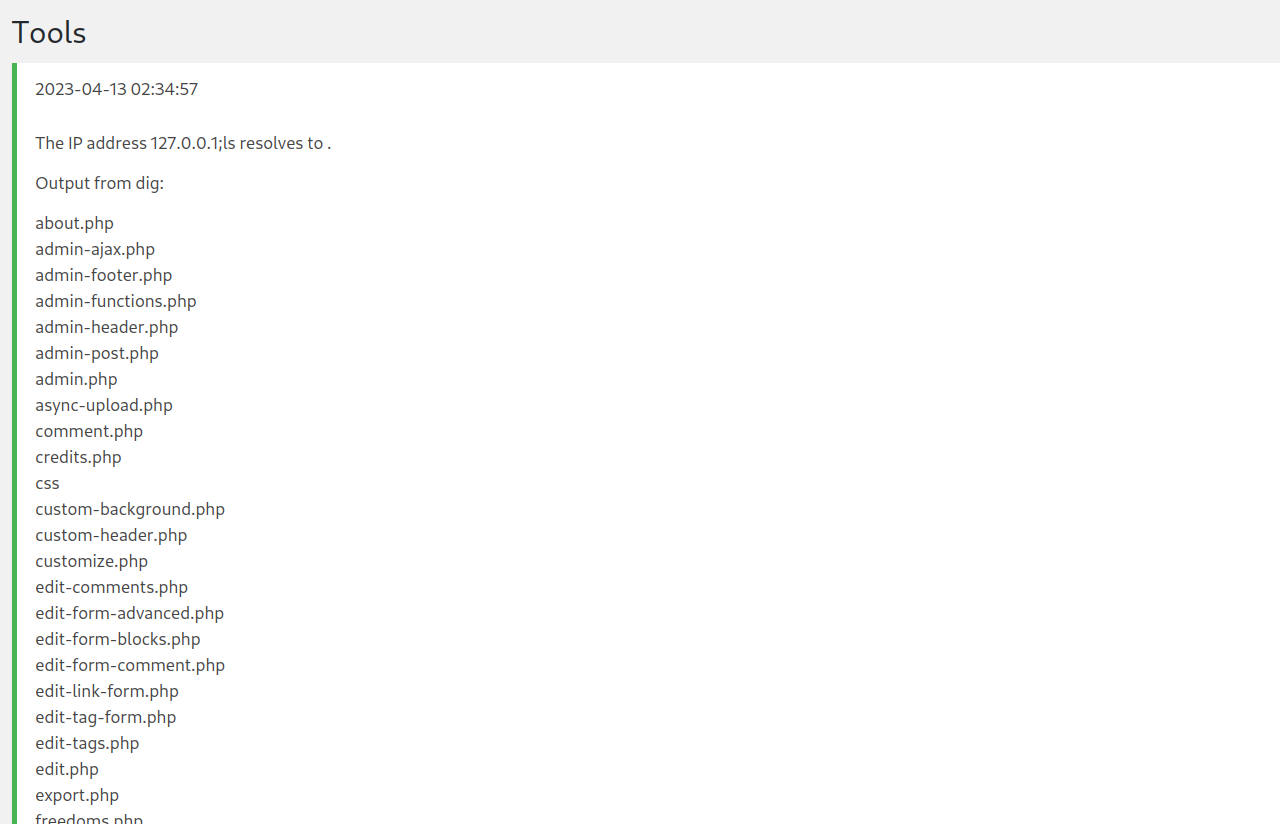 Tools
2023-04-13 02:34:57
The IP address 127.0.0.1;ls resolves to .
Output from dig:
about.php
admin-ajax.php
admin-footer.php
admin-functions.php
admin-header.php
admin-post.php
admin.php
async-upload.php
comment.php
credits.php
css
custom-background.php
custom-header.php
customize.php
edit-comments.php
edit-form-advanced.php
edit-form-blocks.php
edit-form-comment.php
edit-link-form.php
edit-tag-form.php
edit-tags.php
edit.php
export.php
freedoms.php